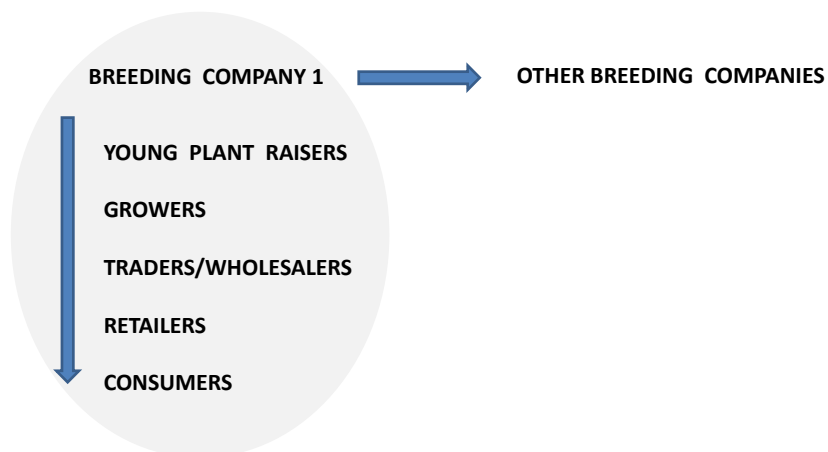 BREEDING COMPANY 1
OTHER BREEDING COMPANIES
YOUNG PLANT RAISERS
GROWERS
TRADERS/WHOLESALERS
RETAILERS
CONSUMERS